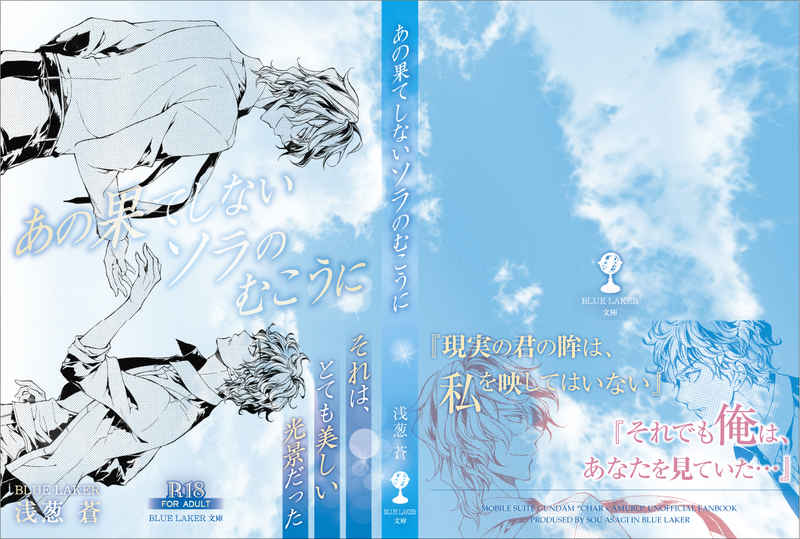 あの果てしない
ソラの
むこうに
それは、
とても美しい
光景だった
BLUE LAKER
浅葱 蒼
R18
FOR ADULT
BLUE LAKER 文庫
あの果てしないソラのむこうに
浅葱 蒼
BLUE LAKER
文庫
BLUE LAKER
文庫
『現実の君の眸は、
私を映してはいない』
『それでも俺は、
あなたを見ていた…』
MOBILE SUITE GUNDAM "CHAR×AMURO" UNOFFICIAL FANBOOK
PRODUSED BY SOU ASAGI IN BLUE LAKER